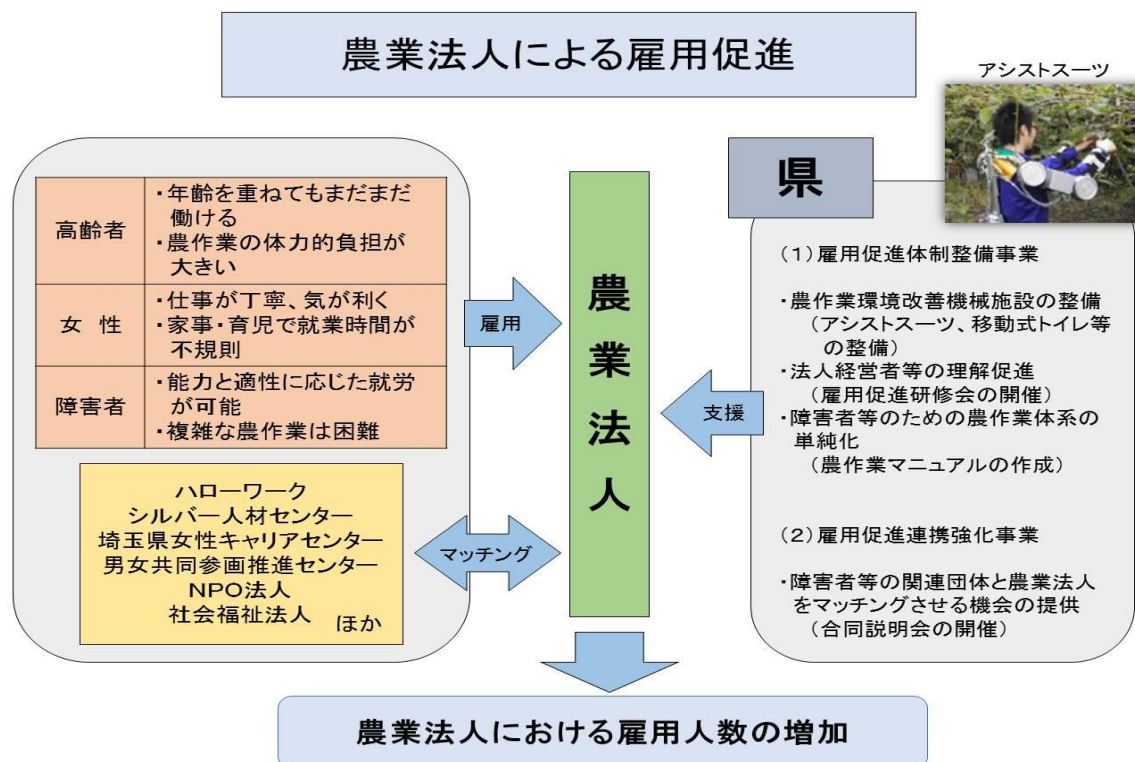 農業法人による雇用促進
アシストスーツ
高齢者
・年齢を重ねてもまだまだ
働ける
・農作業の体力的負担が
大きい
女 性
・仕事が丁寧、気が利く
・家事・育児で就業時間が
不規則
障害者
・能力と適性に応じた就労
が可能
・複雑な農作業は困難
ハローワーク
シルバー人材センター
埼玉県女性キャリアセンター
男女共同参画推進センター
NPO法人
社会福祉法人
ほか
雇用
マッチング
農業法人
支援
県
(1)雇用促進体制整備事業
・農作業環境改善機械施設の整備
(アシストスーツ、移動式トイレ等
の整備)
・法人経営者等の理解促進
(雇用促進研修会の開催)
・障害者等のための農作業体系の
単純化
(農作業マニュアルの作成)
(2)雇用促進連携強化事業
・障害者等の関連団体と農業法人
をマッチングさせる機会の提供
(合同説明会の開催)
農業法人における雇用人数の増加